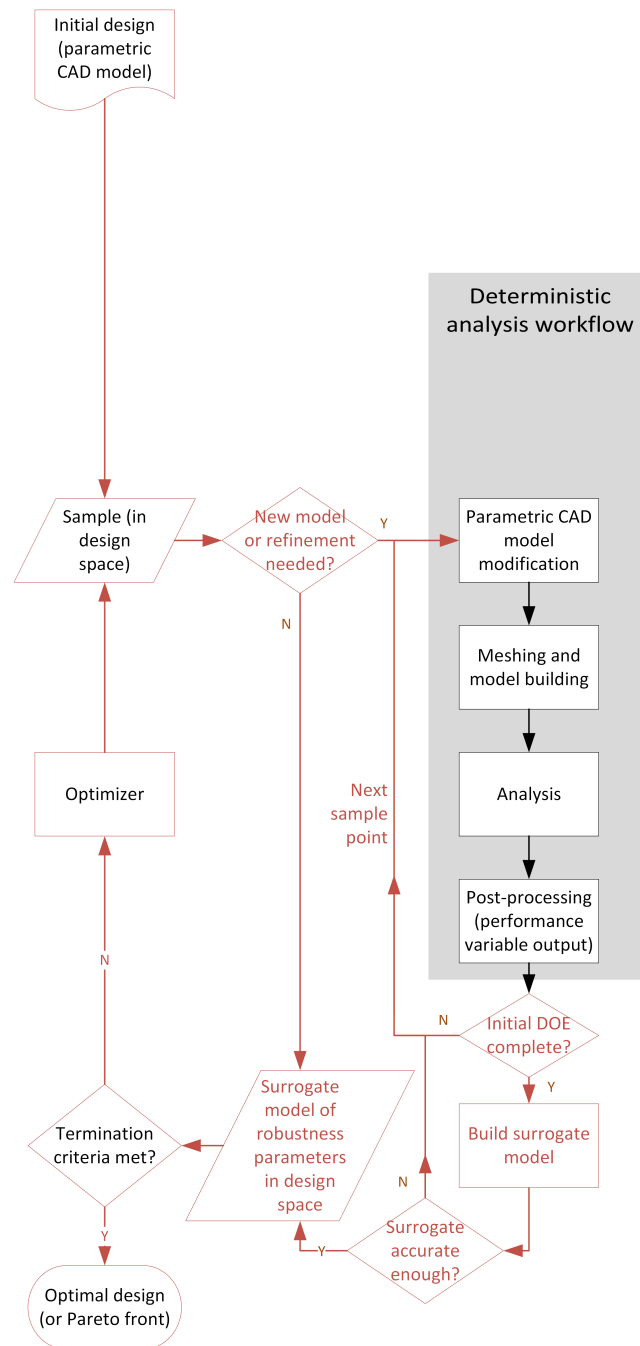 Initial design
(parametric
CAD model)
Deterministic
analysis workflow
Sample (in
design
space)
New model
or refinement
needed?
Y
N
Parametric CAD
model
modification
Meshing and
model building
Optimizer
Next
sample
point
Analysis
Post-processing
(performance
variable output)
N
N
Initial DOE
complete?
Y
Surrogate
model of
robustness
parameters
in design
space
Build surrogate
model
Termination
criteria met?
N
Surrogate
accurate
enough?
Y
Y
Optimal design
(or Pareto front)